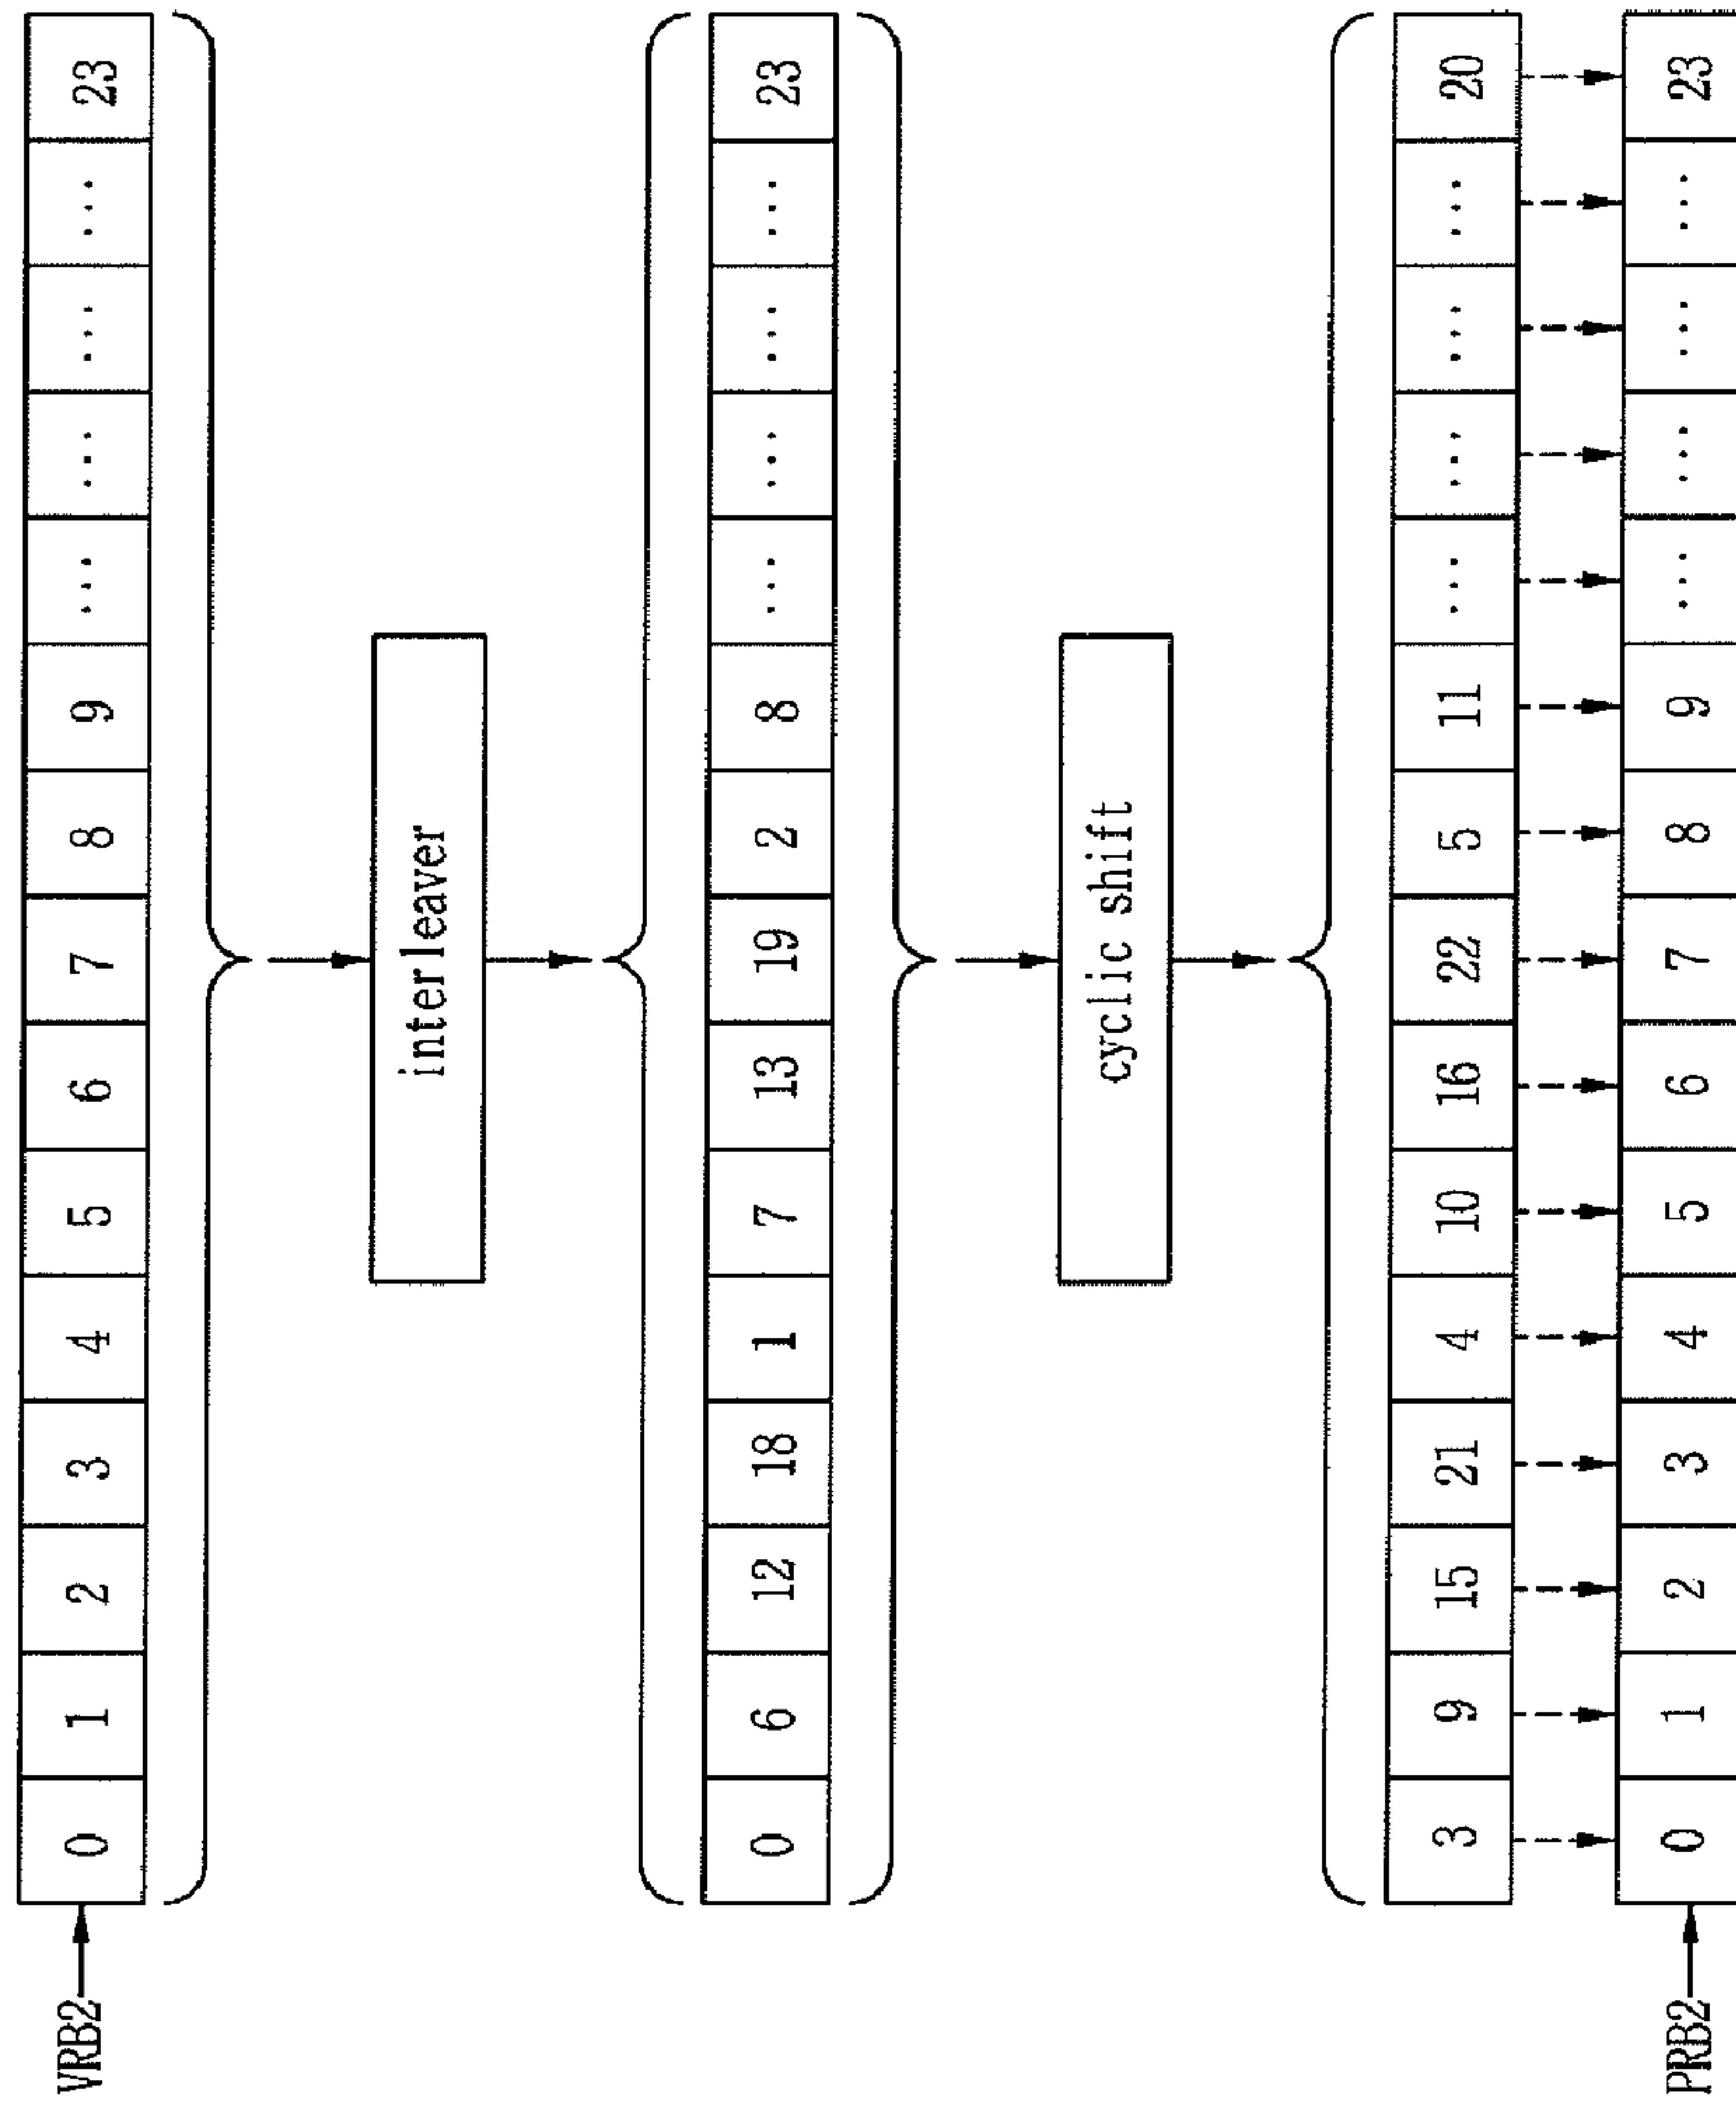 VRB2 0 1 2 3 4 5 6 7 8 9 ... ... ... ... 23
interleaver
0 6 12 18 1 7 13 19 2 8 ... ... ... ... 23
cyclic shift
3 9 15 21 4 10 16 22 5 11 ... ... ... ... 20
PRB2 0 1 2 3 4 5 6 7 8 9 ... ... ... ... 23